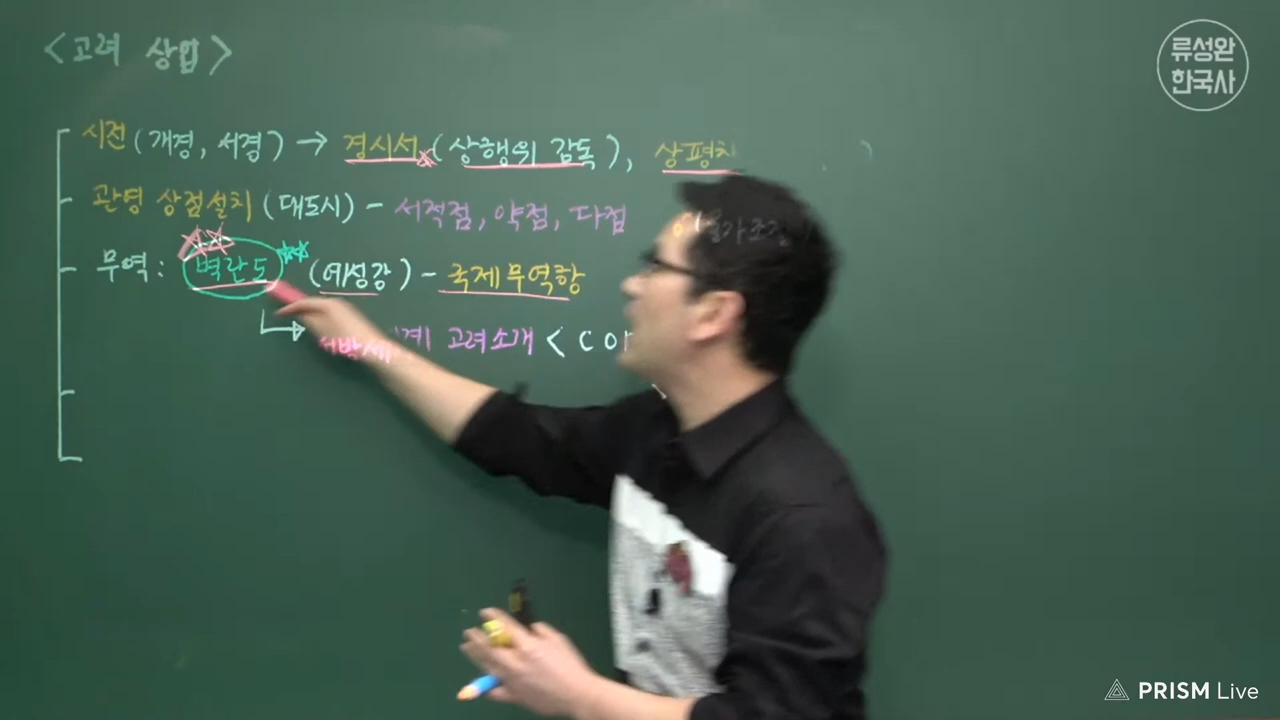 <고려 상업>
류성완
한국사
시전(개경, 서경) → 경시서(상행위 감독), 상평
관영 상점설치(대도시) - 서적점, 약점, 다점
무역: 벽란도 (예성강) - 국제무역항
고려소개 < COR
PRISM Live